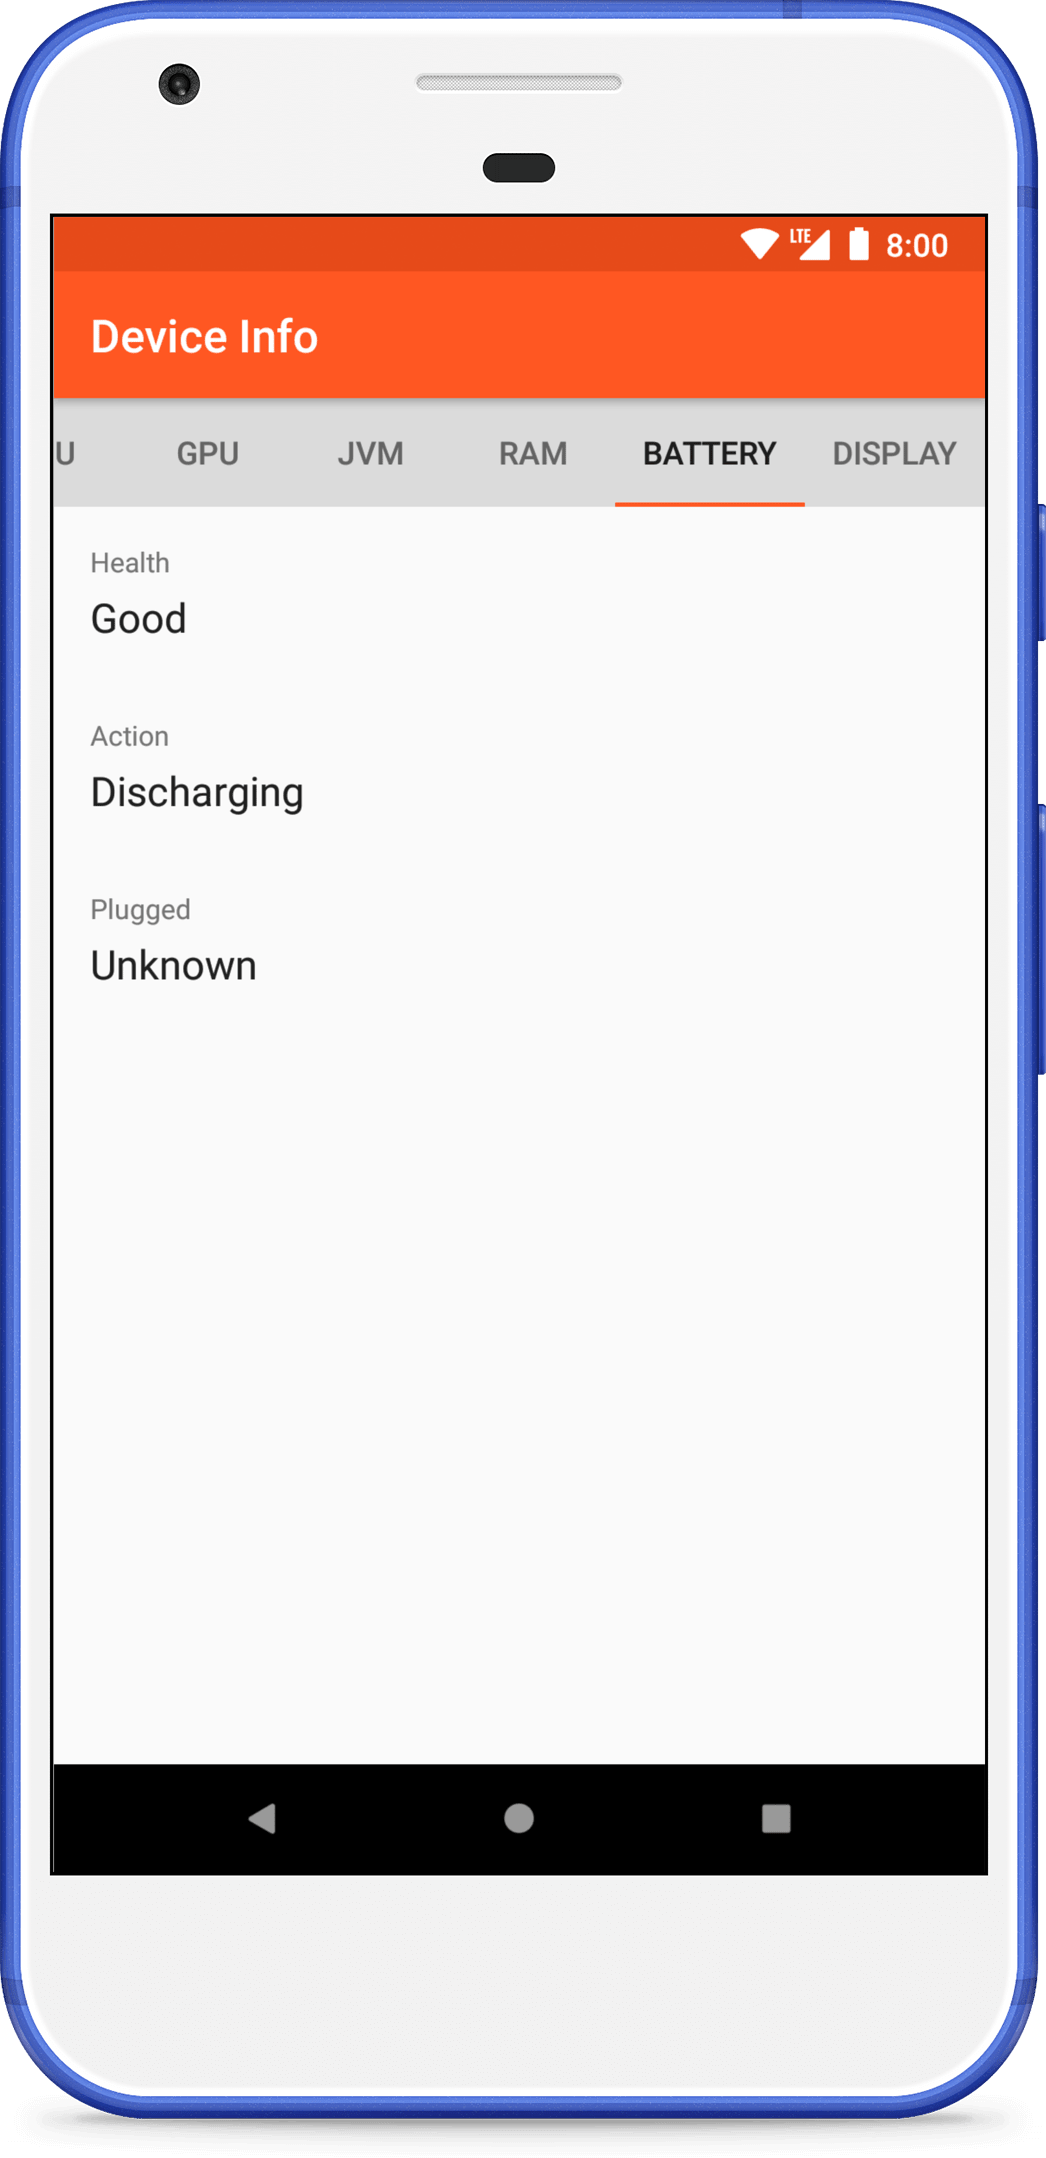 LTE 8:00
Device Info
U GPU JVM RAM BATTERY DISPLAY
Health
Good
Action
Discharging
Plugged
Unknown